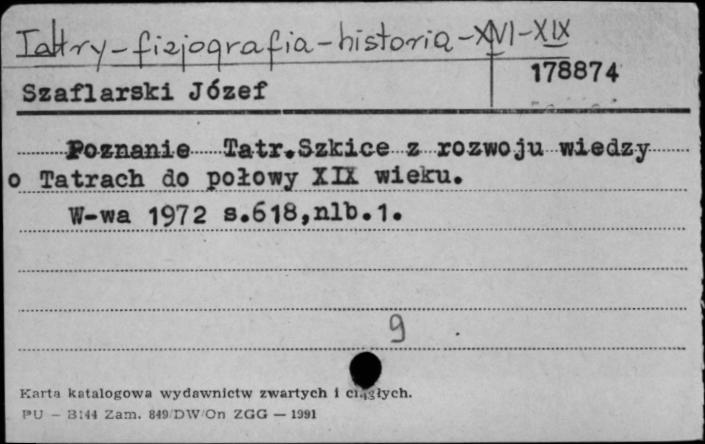 Tatry-fizjografia-historia-XVI-XIX
178874
Szaflarski Józef
Poznanie Tatr.Szkice z rozwoju wiedzy
o Tatrach do połowy XIX wieku.
W-wa 1972 s.618,nlb.1.
9
Karta katalogowa wydawnictw zwartych i ciągłych.
PU - B144 Zam. 849/DW/On ZGG - 1991